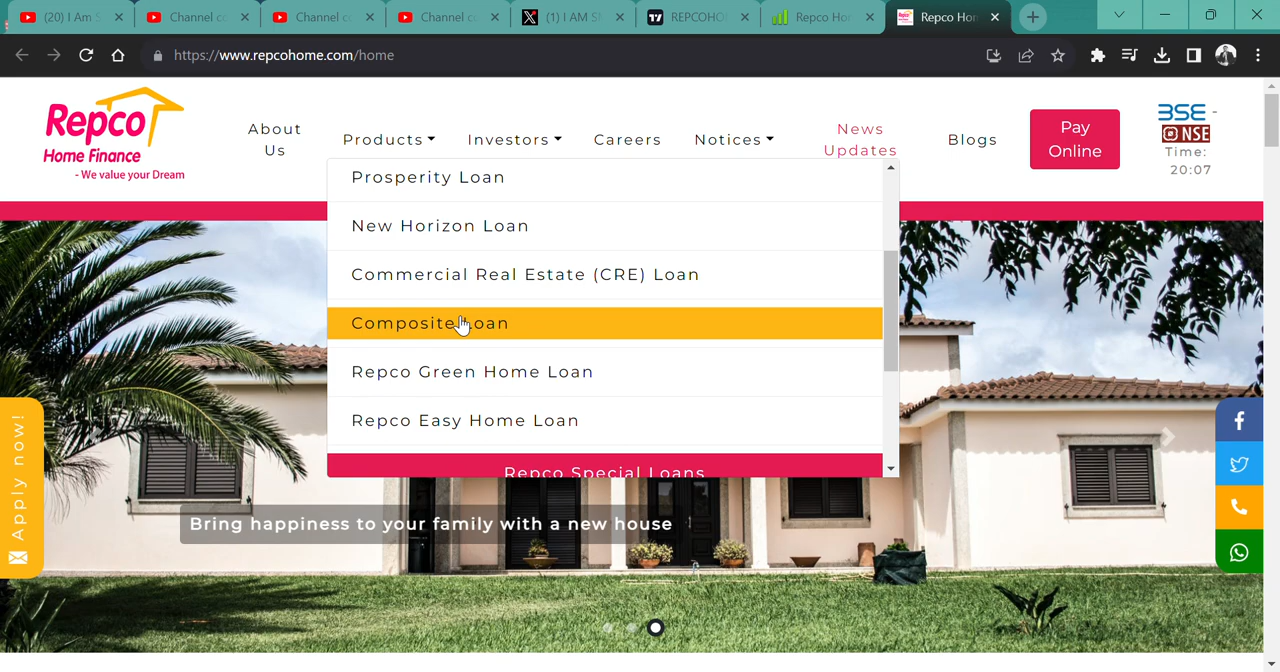 (20) I Am S
Channel co
Channel co
Channel co
(1) I AM S
REPCOHO
Repco Ho
Repco Hon
https://www.repcohome.com/home
Repco
Home Finance
- We value your Dream
About Us
Products
Investors
Careers
Notices
News Updates
Blogs
Pay Online
BSE -
NSE
Time:
20:07
Prosperity Loan
New Horizon Loan
Commercial Real Estate (CRE) Loan
Composite Loan
Repco Green Home Loan
Repco Easy Home Loan
Repco Special Loans
Apply now!
Bring happiness to your family with a new house